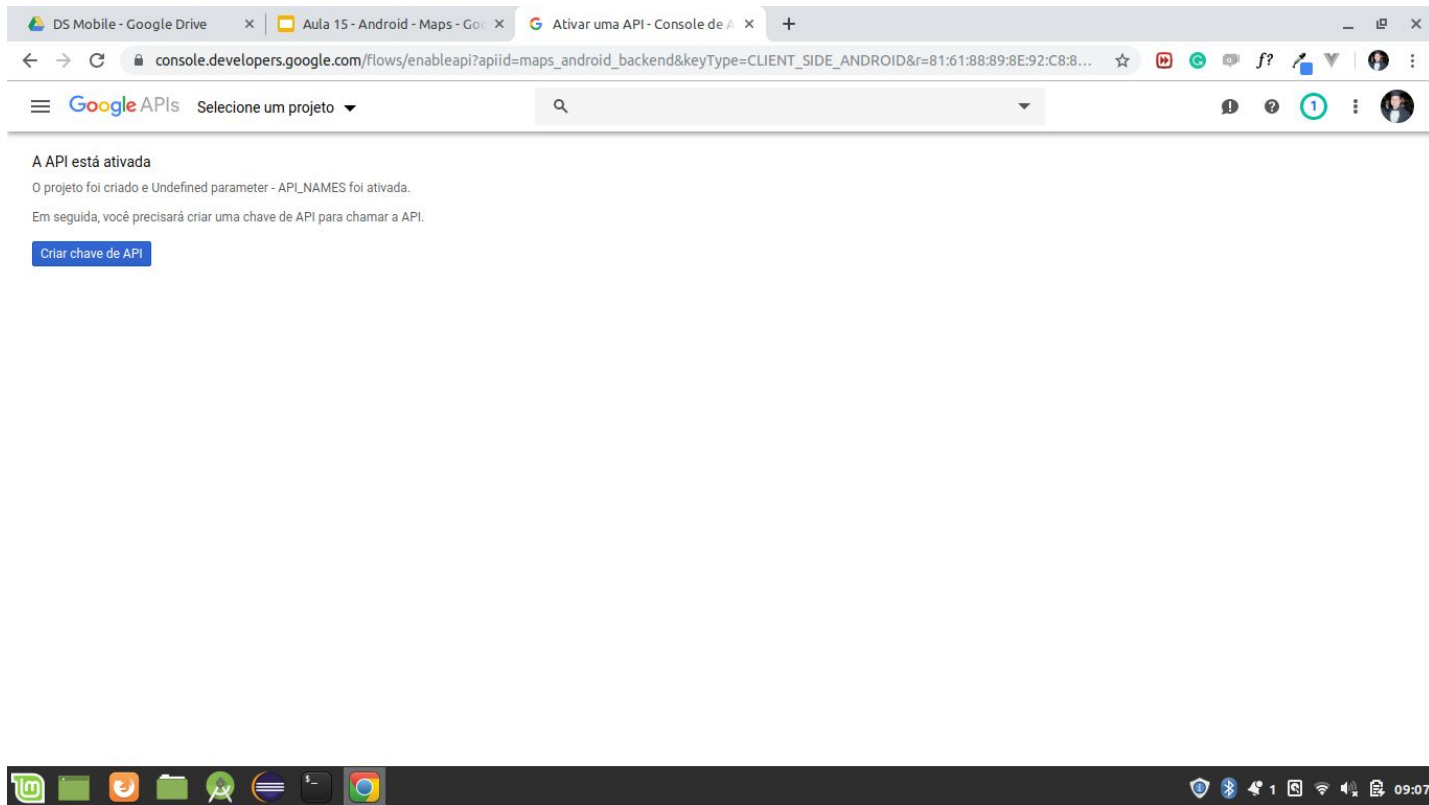 DS Mobile - Google Drive
Aula 15 - Android - Maps - Goo
Ativar uma API - Console de A
console.developers.google.com/flows/enableapi?apiid=maps_android_backend&keyType=CLIENT_SIDE_ANDROID&r=81:61:88:89:8E:92:C8:8...
f?
Google APIs
Selecione um projeto
1
A API está ativada
O projeto foi criado e Undefined parameter - API_NAMES foi ativada.
Em seguida, você precisará criar uma chave de API para chamar a API.
Criar chave de API
1
09:07